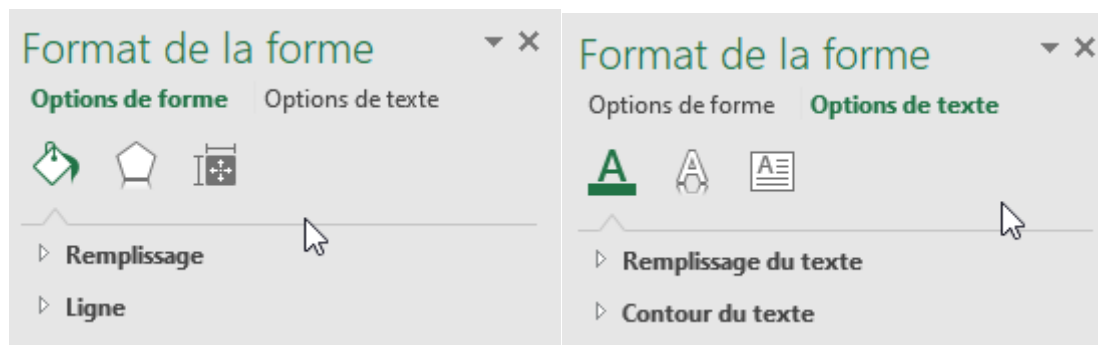 Format de la forme
Options de forme Options de texte
Remplissage
Ligne
Format de la forme
Options de forme Options de texte
A A A
Remplissage du texte
Contour du texte